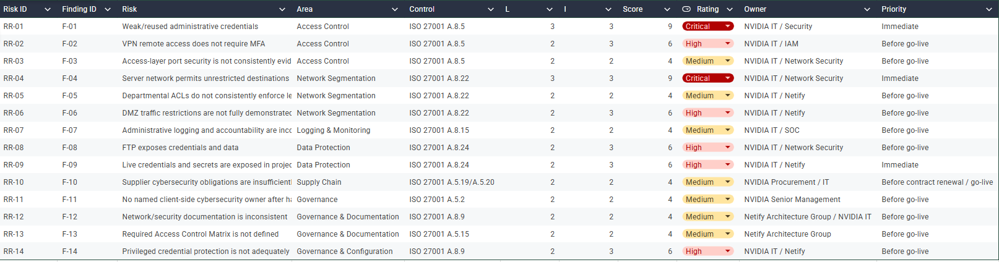 Risk ID Finding ID Risk Area Control L I Score Rating Owner Priority
RR-01 F-01 Weak/reused administrative credentials Access Control ISO 27001 A.8.5 3 3 9 Critical NVIDIA IT / Security Immediate
RR-02 F-02 VPN remote access does not require MFA Access Control ISO 27001 A.8.5 2 3 6 High NVIDIA IT / IAM Before go-live
RR-03 F-03 Access-layer port security is not consistently evid Access Control ISO 27001 A.8.5 2 2 4 Medium NVIDIA IT / Network Security Before go-live
RR-04 F-04 Server network permits unrestricted destinations Network Segmentation ISO 27001 A.8.22 3 3 9 Critical NVIDIA IT / Network Security Immediate
RR-05 F-05 Departmental ACLs do not consistently enforce le Network Segmentation ISO 27001 A.8.22 2 2 4 Medium NVIDIA IT / Netify Before go-live
RR-06 F-06 DMZ traffic restrictions are not fully demonstrated Network Segmentation ISO 27001 A.8.22 2 3 6 High NVIDIA IT / Netify Before go-live
RR-07 F-07 Administrative logging and accountability are inco Logging & Monitoring ISO 27001 A.8.15 2 2 4 Medium NVIDIA IT / SOC Before go-live
RR-08 F-08 FTP exposes credentials and data Data Protection ISO 27001 A.8.24 2 3 6 High NVIDIA IT / Network Security Before go-live
RR-09 F-09 Live credentials and secrets are exposed in projec Data Protection ISO 27001 A.8.24 2 3 6 High NVIDIA IT / Netify Immediate
RR-10 F-10 Supplier cybersecurity obligations are insufficientl Supply Chain ISO 27001 A.5.19/A.5.20 2 2 4 Medium NVIDIA Procurement / IT Before contract renewal / go-live
RR-11 F-11 No named client-side cybersecurity owner after ha Governance ISO 27001 A.5.2 2 2 4 Medium NVIDIA Senior Management Before go-live
RR-12 F-12 Network/security documentation is inconsistent Governance & Documentation ISO 27001 A.8.9 2 2 4 Medium Netify Architecture Group / NVIDIA IT Before go-live
RR-13 F-13 Required Access Control Matrix is not defined Governance & Documentation ISO 27001 A.5.15 2 2 4 Medium Netify Architecture Group Before go-live
RR-14 F-14 Privileged credential protection is not adequately Governance & Configuration ISO 27001 A.8.9 2 3 6 High NVIDIA IT / Netify Before go-live